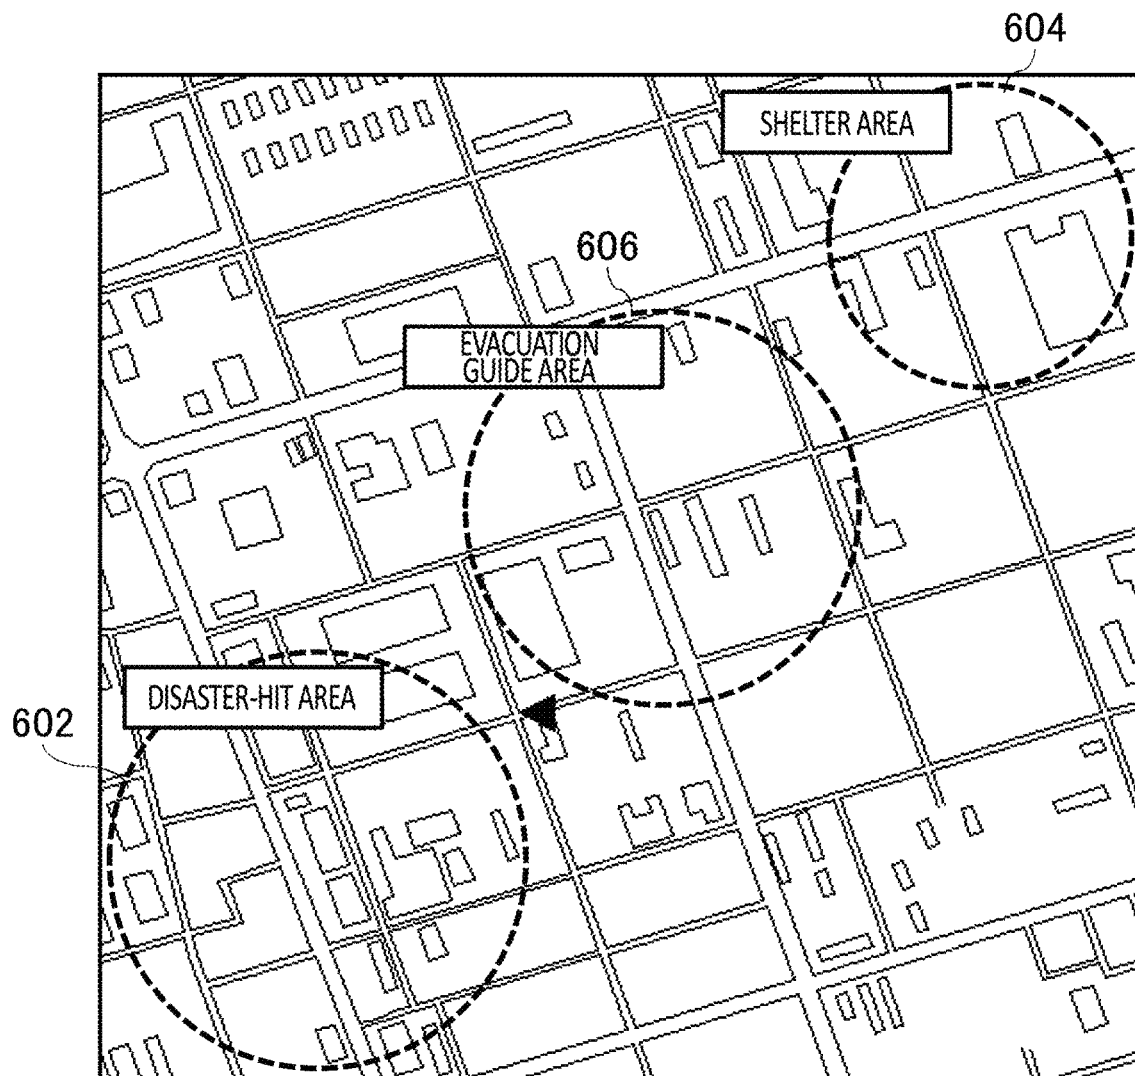 604
SHELTER AREA
606
EVACUATION
GUIDE AREA
DISASTER-HIT AREA
602